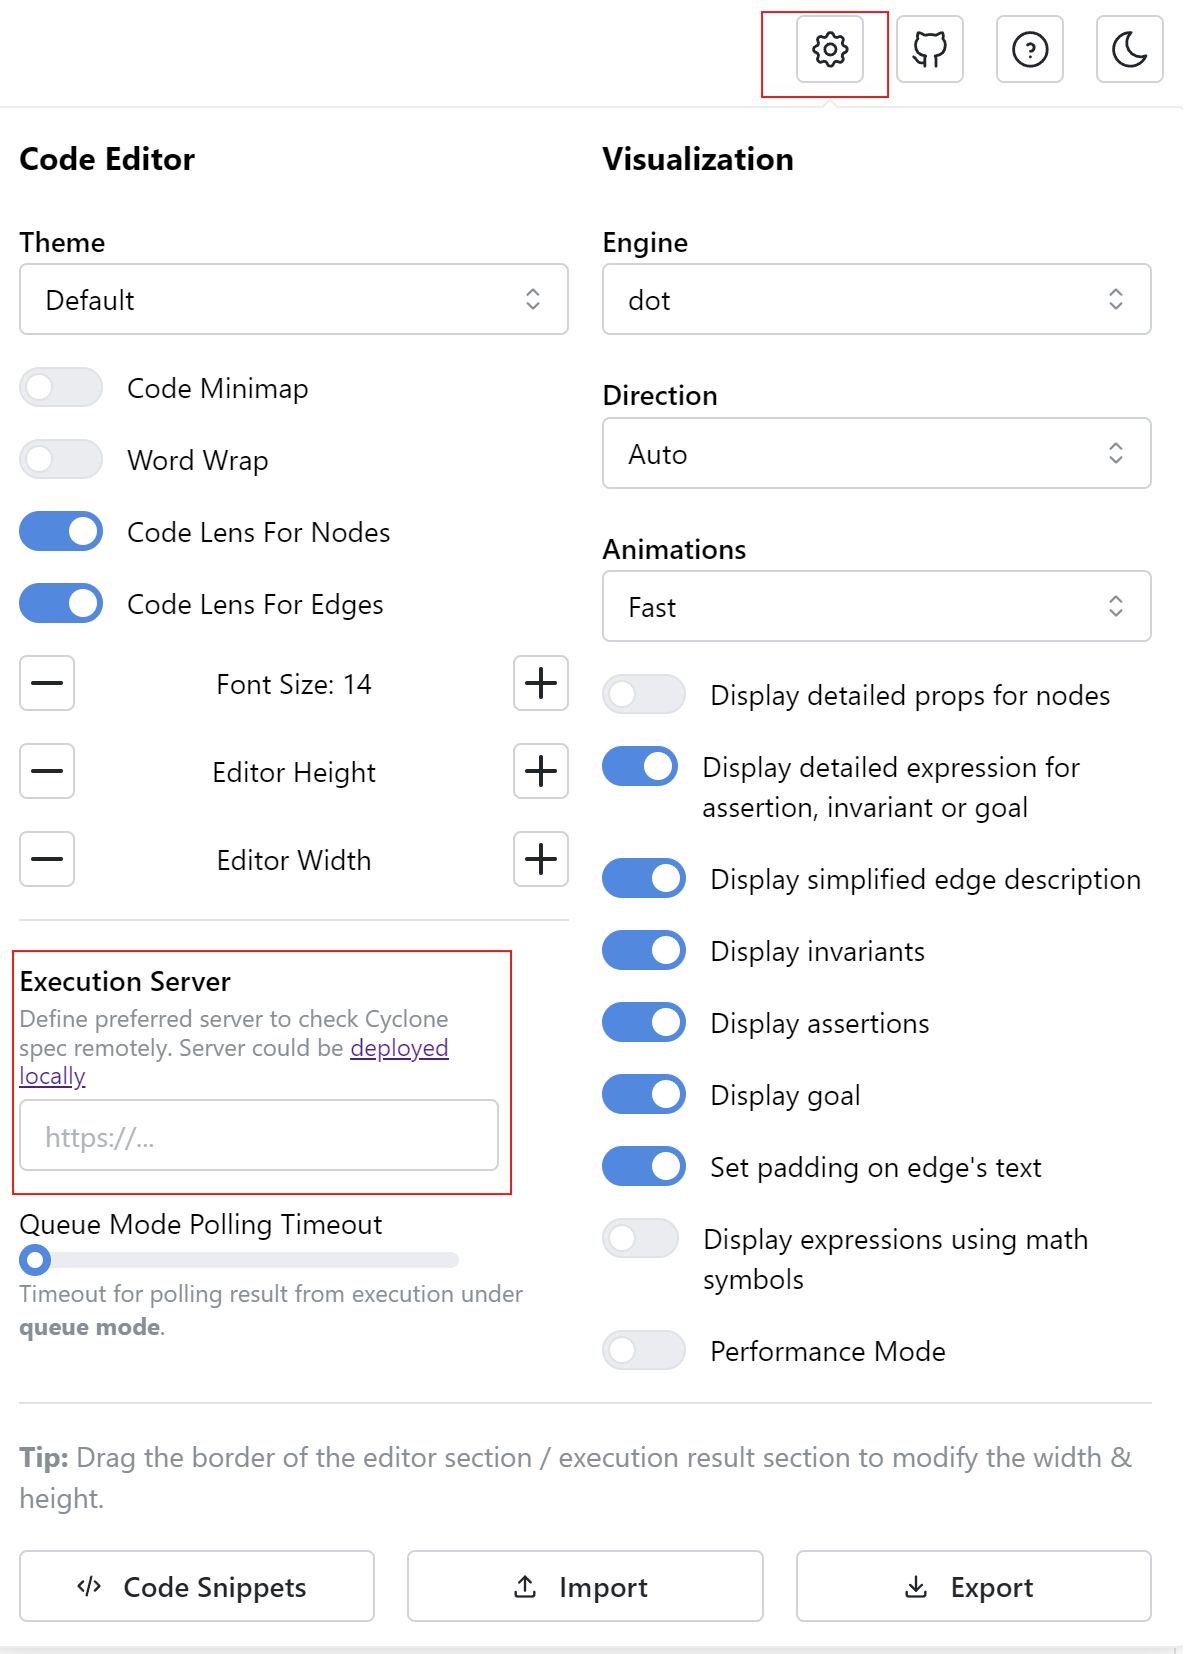 Code Editor
Theme
Default
Code Minimap
Word Wrap
Code Lens For Nodes
Code Lens For Edges
Font Size: 14
Editor Height
Editor Width
Execution Server
Define preferred server to check Cyclone
spec remotely. Server could be deployed
locally
https://...
Queue Mode Polling Timeout
Timeout for polling result from execution under
queue mode.
Visualization
Engine
dot
Direction
Auto
Animations
Fast
Display detailed props for nodes
Display detailed expression for
assertion, invariant or goal
Display simplified edge description
Display invariants
Display assertions
Display goal
Set padding on edge's text
Display expressions using math
symbols
Performance Mode
Tip: Drag the border of the editor section / execution result section to modify the width &
height.
</> Code Snippets
Import
Export